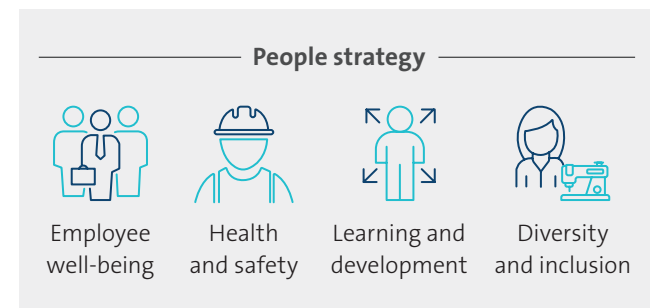 People strategy
Employee
well-being
Health
and safety
Learning and
development
Diversity
and inclusion